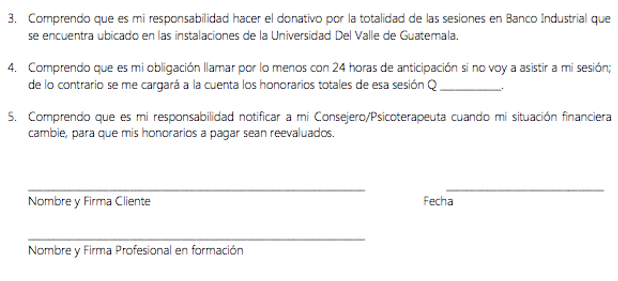 3. Comprendo que es mi responsabilidad hacer el donativo por la totalidad de las sesiones en Banco Industrial que
se encuentra ubicado en las instalaciones de la Universidad Del Valle de Guatemala.
4. Comprendo que es mi obligación llamar por lo menos con 24 horas de anticipación si no voy a asistir a mi sesión;
de lo contrario se me cargará a la cuenta los honorarios totales de esa sesión Q _________.
5. Comprendo que es mi responsabilidad notificar a mi Consejero/Psicoterapeuta cuando mi situación financiera
cambie, para que mis honorarios a pagar sean reevaluados.
Nombre y Firma Cliente Fecha
Nombre y Firma Profesional en formación